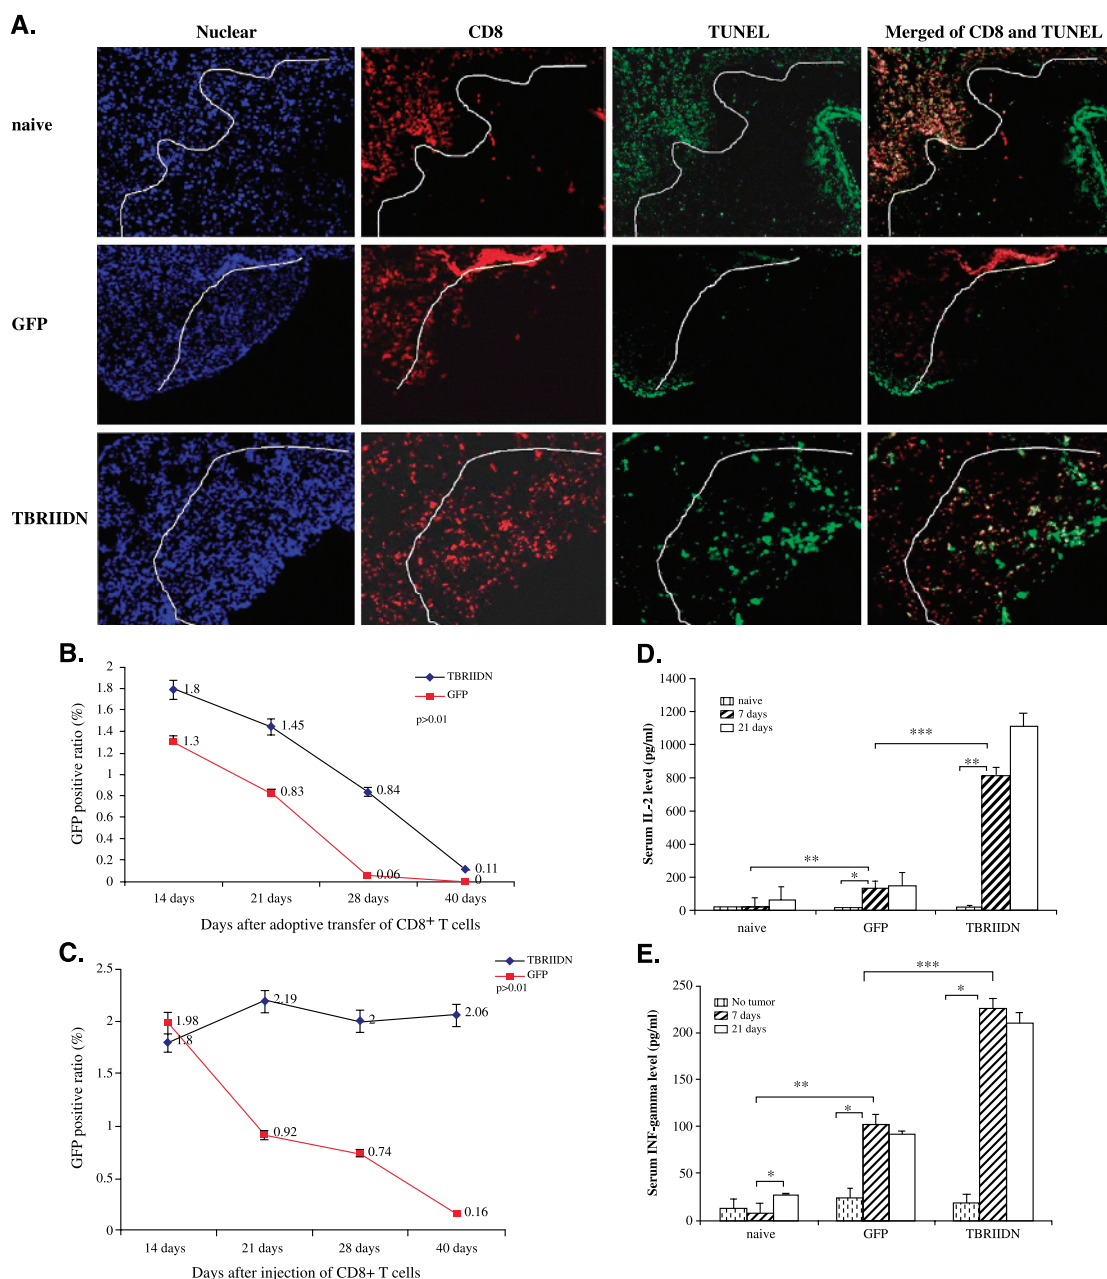 A.
Nuclear
CD8
TUNEL
Merged of CD8 and TUNEL
naive
GFP
TBRIIDN
B.
GFP positive ratio (%)
2
1.8
1.6
1.4
1.2
1
0.8
0.6
0.4
0.2
0
1.8
1.45
0.84
0.11
1.3
0.83
0.06
0
TBRIIDN
GFP
p>0.01
14 days
21 days
28 days
40 days
Days after adoptive transfer of CD8+ T cells
C.
GFP positive ratio (%)
2.5
2
1.5
1
0.5
0
1.98
1.8
2.19
2
2.06
0.92
0.74
0.16
TBRIIDN
GFP
p>0.01
14 days
21 days
28 days
40 days
Days after injection of CD8+ T cells
D.
Serum IL-2 level (pg/ml)
1400
1200
1000
800
600
400
200
0
naive
7 days
21 days
**
*
***
**
naive
GFP
TBRIIDN
E.
Serum INF-gamma level (pg/ml)
250
200
150
100
50
0
No tumor
7 days
21 days
*
**
*
***
*
naive
GFP
TBRIIDN